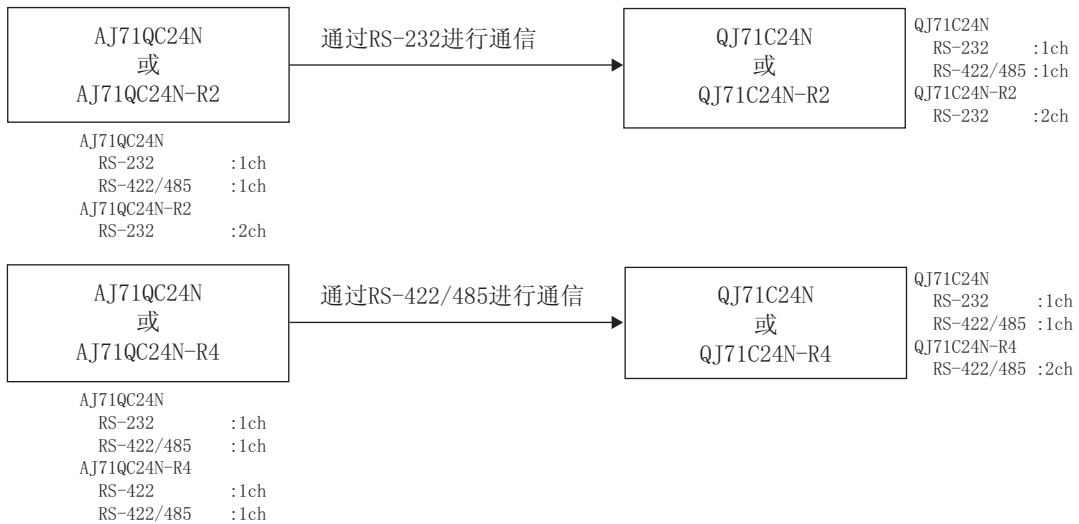 AJ71QC24N
或
AJ71QC24N-R2
通过RS-232进行通信
QJ71C24N
或
QJ71C24N-R2
QJ71C24N
RS-232 :1ch
RS-422/485 :1ch
QJ71C24N-R2
RS-232 :2ch
AJ71QC24N
RS-232 :1ch
RS-422/485 :1ch
AJ71QC24N-R2
RS-232 :2ch
AJ71QC24N
或
AJ71QC24N-R4
通过RS-422/485进行通信
QJ71C24N
或
QJ71C24N-R4
QJ71C24N
RS-232 :1ch
RS-422/485 :1ch
QJ71C24N-R4
RS-422/485 :2ch
AJ71QC24N
RS-232 :1ch
RS-422/485 :1ch
AJ71QC24N-R4
RS-422 :1ch
RS-422/485 :1ch